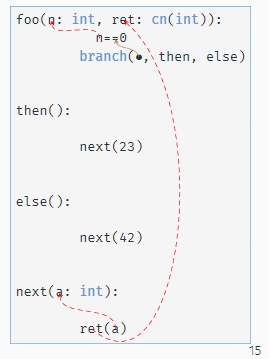 foo(n: int, ret: cn(int)):
n==0
branch(●, then, else)
then():
next(23)
else():
next(42)
next(a: int):
ret(a)
15